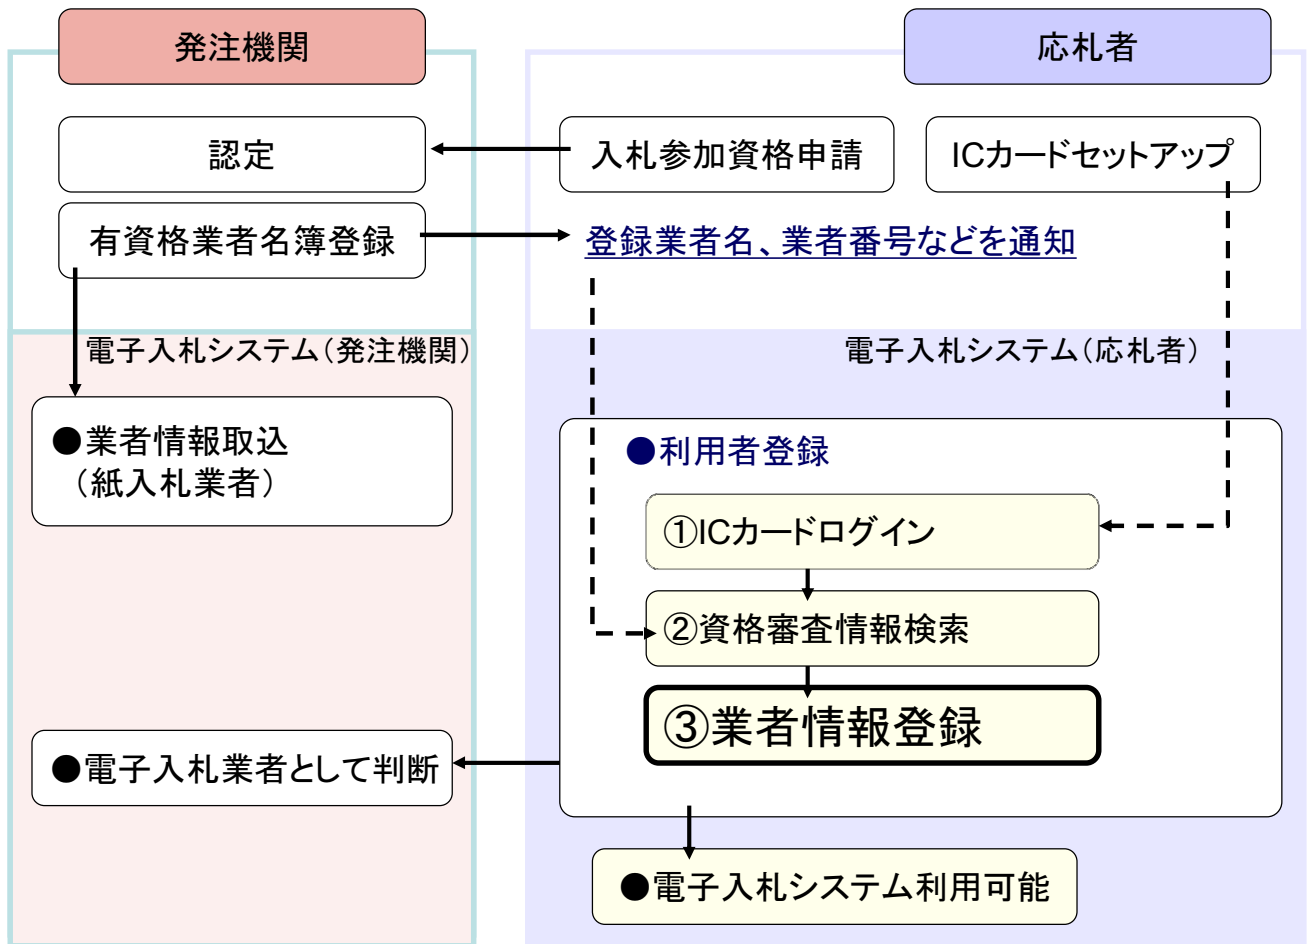 発注機関
応札者
認定
入札参加資格申請
ICカードセットアップ
有資格業者名簿登録
登録業者名、業者番号などを通知
電子入札システム（発注機関）
電子入札システム（応札者）
●業者情報取込
（紙入札業者）
●利用者登録
①ICカードログイン
②資格審査情報検索
③業者情報登録
●電子入札業者として判断
●電子入札システム利用可能